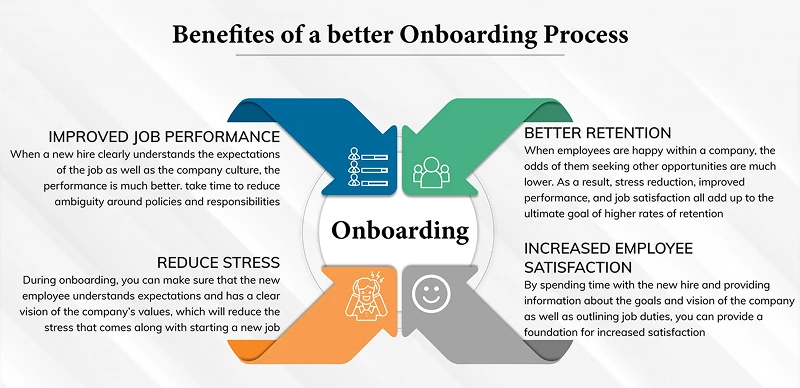 Benefites of a better Onboarding Process
IMPROVED JOB PERFORMANCE
When a new hire clearly understands the expectations
of the job as well as the company culture, the
performance is much better. take time to reduce
ambiguity around policies and responsibilities
BETTER RETENTION
When employees are happy within a company, the
odds of them seeking other opportunities are much
lower. As a result, stress reduction, improved
performance, and job satisfaction all add up to the
ultimate goal of higher rates of retention
Onboarding
REDUCE STRESS
During onboarding, you can make sure that the new
employee understands expectations and has a clear
vision of the company's values, which will reduce the
stress that comes along with starting a new job
INCREASED EMPLOYEE
SATISFACTION
By spending time with the new hire and providing
information about the goals and vision of the company
as well as outlining job duties, you can provide a
foundation for increased satisfaction